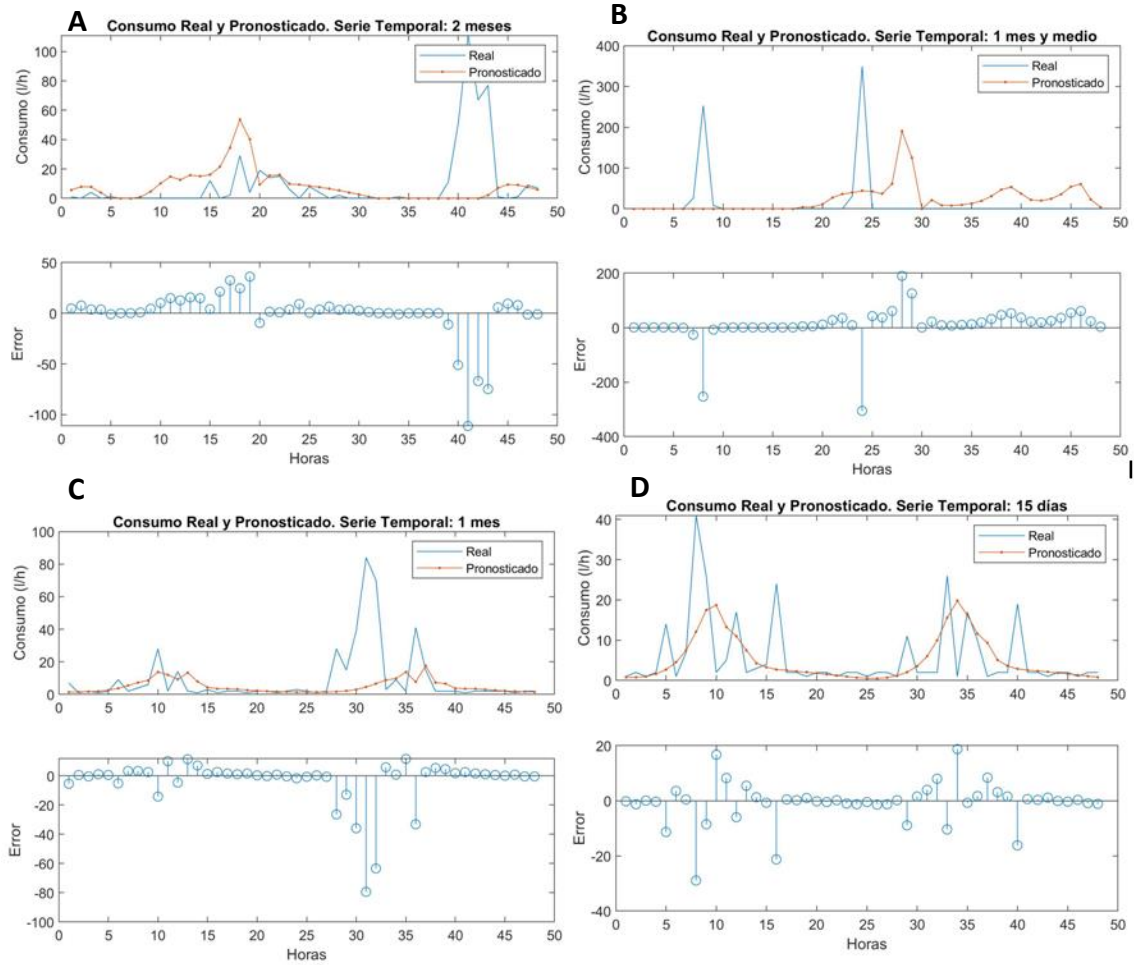 A
Consumo Real y Pronosticado. Serie Temporal: 2 meses
Real
Pronosticado
Consumo (l/h)
100
80
60
40
20
0
0 5 10 15 20 25 30 35 40 45 50
Error
50
0
-50
-100
0 5 10 15 20 25 30 35 40 45 50
Horas
B
Consumo Real y Pronosticado. Serie Temporal: 1 mes y medio
Real
Pronosticado
Consumo (l/h)
400
300
200
100
0
0 5 10 15 20 25 30 35 40 45 50
Error
200
0
-200
-400
0 5 10 15 20 25 30 35 40 45 50
Horas
C
Consumo Real y Pronosticado. Serie Temporal: 1 mes
Real
Pronosticado
Consumo (l/h)
100
80
60
40
20
0
0 5 10 15 20 25 30 35 40 45 50
Error
0
-20
-40
-60
-80
-100
0 5 10 15 20 25 30 35 40 45 50
Horas
D
Consumo Real y Pronosticado. Serie Temporal: 15 días
Real
Pronosticado
Consumo (l/h)
40
30
20
10
0
0 5 10 15 20 25 30 35 40 45 50
Error
20
0
-20
-40
0 5 10 15 20 25 30 35 40 45 50
Horas